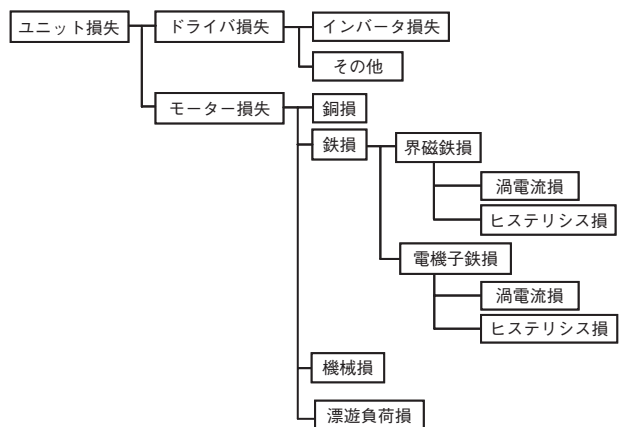 ユニット損失
ドライバ損失
インバータ損失
その他
モーター損失
銅損
鉄損
界磁鉄損
渦電流損
ヒステリシス損
電機子鉄損
渦電流損
ヒステリシス損
機械損
漂遊負荷損